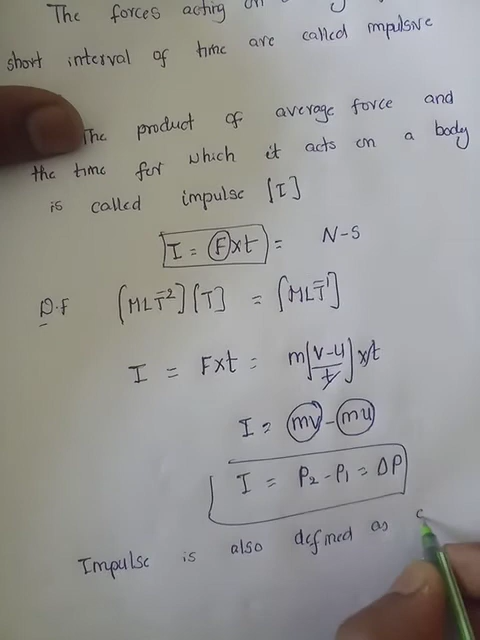 The forces acting on
short interval of time are called impulsive
The product of average force and
the time for which it acts on a body
is called impulse [I]
I = F×t = N-S
D.f [MLT⁻²][T] = [MLT⁻¹]
I = F×t = m[v-u/t]×t
I = mv - mu
I = P₂-P₁ = ΔP
Impulse is also defined as